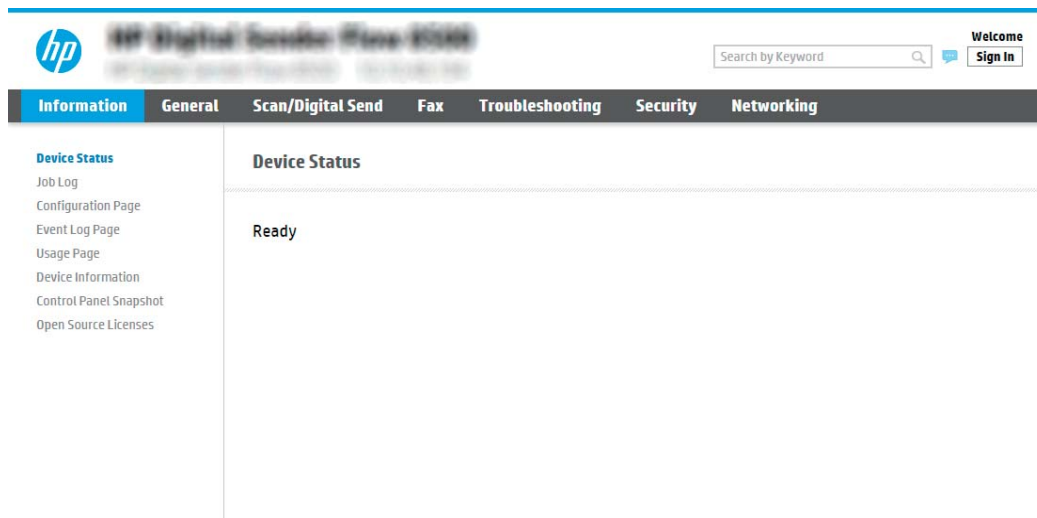 hp
Welcome
Search by Keyword
Sign In
Information General Scan/Digital Send Fax Troubleshooting Security Networking
Device Status
Job Log
Configuration Page
Event Log Page
Usage Page
Device Information
Control Panel Snapshot
Open Source Licenses
Device Status
Ready